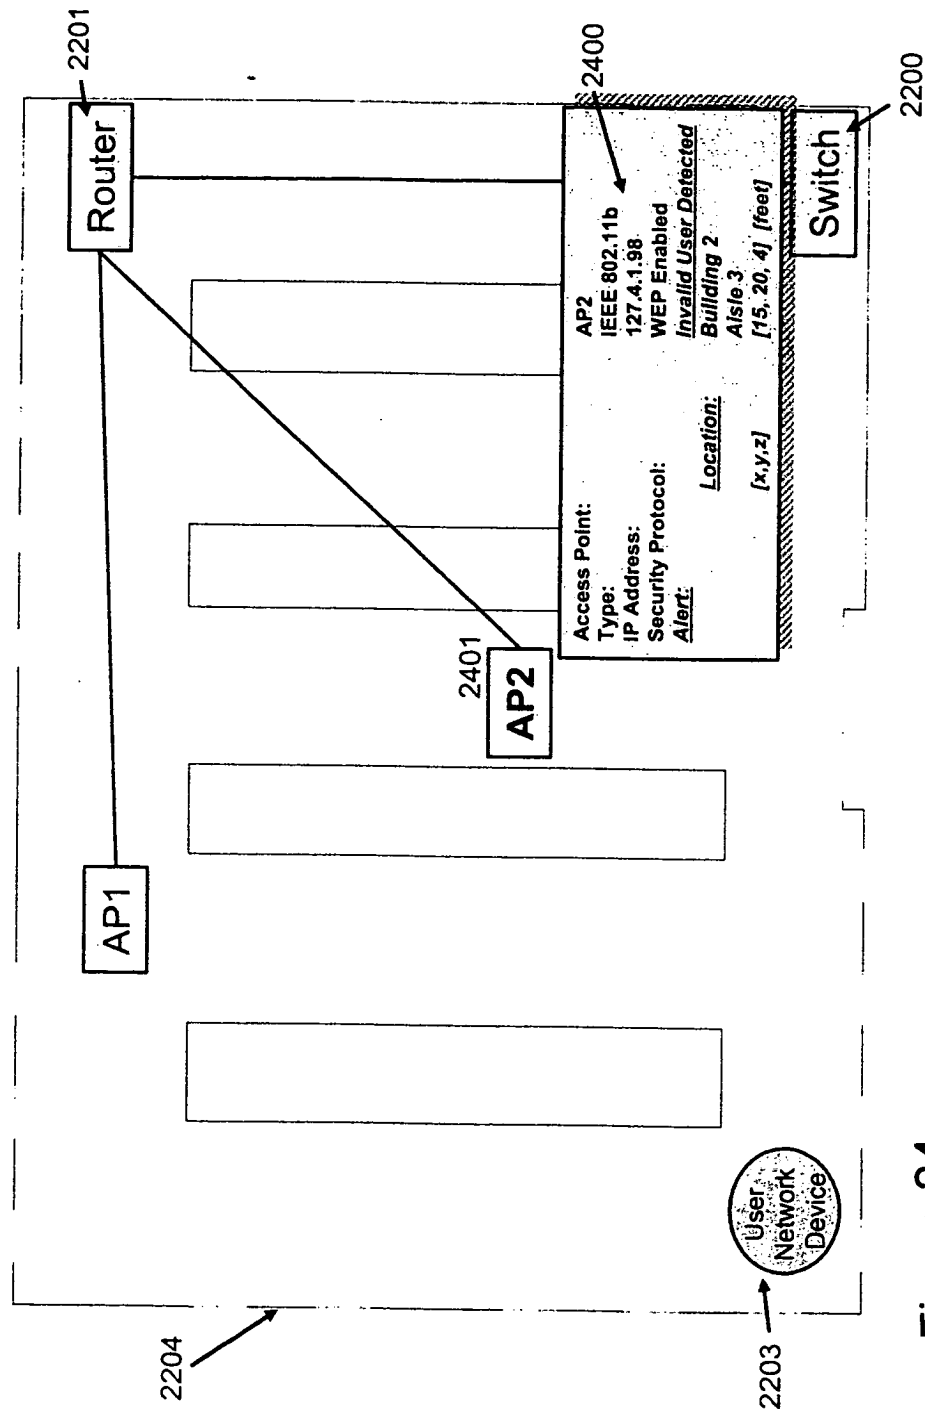 2201
Router
AP1
2401
AP2
2400
Access Point: AP2
Type: IEEE 802.11b
IP Address: 127.4.1.98
Security Protocol: WEP Enabled
Alert: Invalid User Detected
Location: Building 2
Aisle 3
[x,y,z] [15, 20, 4] [feet]
Switch
2200
2204
User
Network
Device
2203